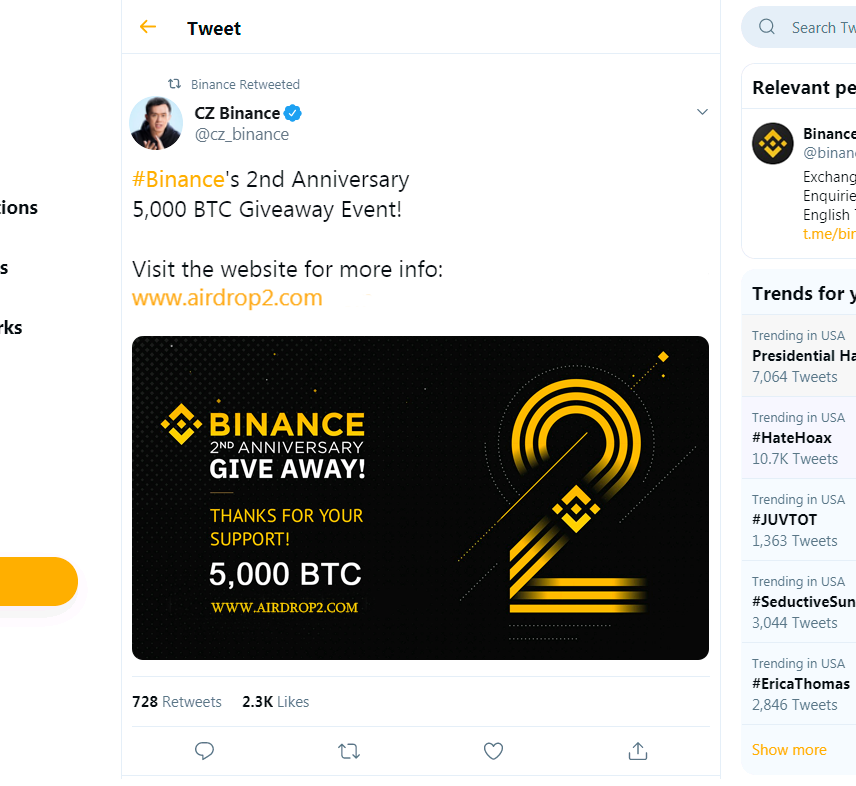 Tweet
Binance Retweeted
CZ Binance
@cz_binance
#Binance's 2nd Anniversary
5,000 BTC Giveaway Event!
Visit the website for more info:
www.airdrop2.com
BINANCE
2ND ANNIVERSARY
GIVE AWAY!
THANKS FOR YOUR
SUPPORT!
5,000 BTC
WWW.AIRDROP2.COM
2
728 Retweets 2.3K Likes
ions
s
rks
Search Tw
Relevant pe
Binance
@binan
Exchang
Enquirie
English
t.me/bin
Trends for y
Trending in USA
Presidential Ha
7,064 Tweets
Trending in USA
#HateHoax
10.7K Tweets
Trending in USA
#JUVTOT
1,363 Tweets
Trending in USA
#SeductiveSun
3,044 Tweets
Trending in USA
#EricaThomas
2,846 Tweets
Show more